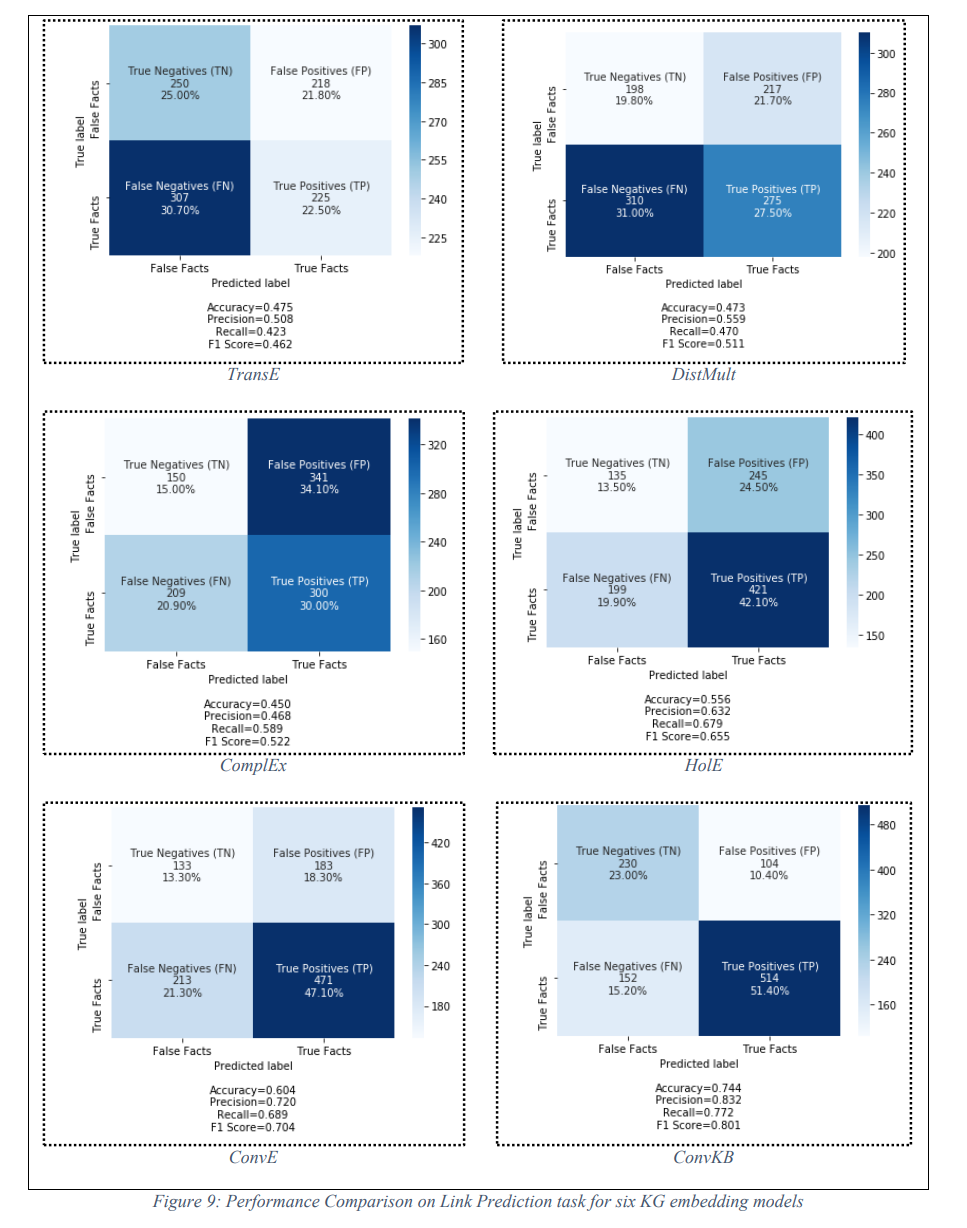 True Negatives (TN)
250
25.00%
False Positives (FP)
218
21.80%
False Negatives (FN)
307
30.70%
True Positives (TP)
225
22.50%
True label
False Facts
True Facts
False Facts
True Facts
Predicted label
300
285
270
255
240
225
Accuracy=0.475
Precision=0.508
Recall=0.423
F1 Score=0.462
TransE
True Negatives (TN)
198
19.80%
False Positives (FP)
217
21.70%
False Negatives (FN)
310
31.00%
True Positives (TP)
275
27.50%
True label
False Facts
True Facts
False Facts
True Facts
Predicted label
300
280
260
240
220
200
Accuracy=0.473
Precision=0.559
Recall=0.470
F1 Score=0.511
DistMult
True Negatives (TN)
150
15.00%
False Positives (FP)
341
34.10%
False Negatives (FN)
209
20.90%
True Positives (TP)
300
30.00%
True label
False Facts
True Facts
False Facts
True Facts
Predicted label
320
280
240
200
160
Accuracy=0.450
Precision=0.468
Recall=0.589
F1 Score=0.522
ComplEx
True Negatives (TN)
135
13.50%
False Positives (FP)
245
24.50%
False Negatives (FN)
199
19.90%
True Positives (TP)
421
42.10%
True label
False Facts
True Facts
False Facts
True Facts
Predicted label
400
350
300
250
200
150
Accuracy=0.556
Precision=0.632
Recall=0.679
F1 Score=0.655
HolE
True Negatives (TN)
133
13.30%
False Positives (FP)
183
18.30%
False Negatives (FN)
213
21.30%
True Positives (TP)
471
47.10%
True label
False Facts
True Facts
False Facts
True Facts
Predicted label
420
360
300
240
180
Accuracy=0.604
Precision=0.720
Recall=0.689
F1 Score=0.704
ConvE
True Negatives (TN)
230
23.00%
False Positives (FP)
104
10.40%
False Negatives (FN)
152
15.20%
True Positives (TP)
514
51.40%
True label
False Facts
True Facts
False Facts
True Facts
Predicted label
480
400
320
240
160
Accuracy=0.744
Precision=0.832
Recall=0.772
F1 Score=0.801
ConvKB
Figure 9: Performance Comparison on Link Prediction task for six KG embedding models